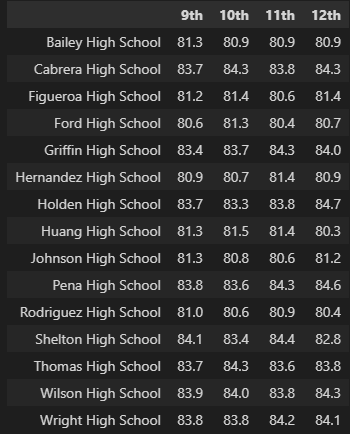 9th 10th 11th 12th
Bailey High School 81.3 80.9 80.9 80.9
Cabrera High School 83.7 84.3 83.8 84.3
Figueroa High School 81.2 81.4 80.6 81.4
Ford High School 80.6 81.3 80.4 80.7
Griffin High School 83.4 83.7 84.3 84.0
Hernandez High School 80.9 80.7 81.4 80.9
Holden High School 83.7 83.3 83.8 84.7
Huang High School 81.3 81.5 81.4 80.3
Johnson High School 81.3 80.8 80.6 81.2
Pena High School 83.8 83.6 84.3 84.6
Rodriguez High School 81.0 80.6 80.9 80.4
Shelton High School 84.1 83.4 84.4 82.8
Thomas High School 83.7 84.3 83.6 83.8
Wilson High School 83.9 84.0 83.8 84.3
Wright High School 83.8 83.8 84.2 84.1